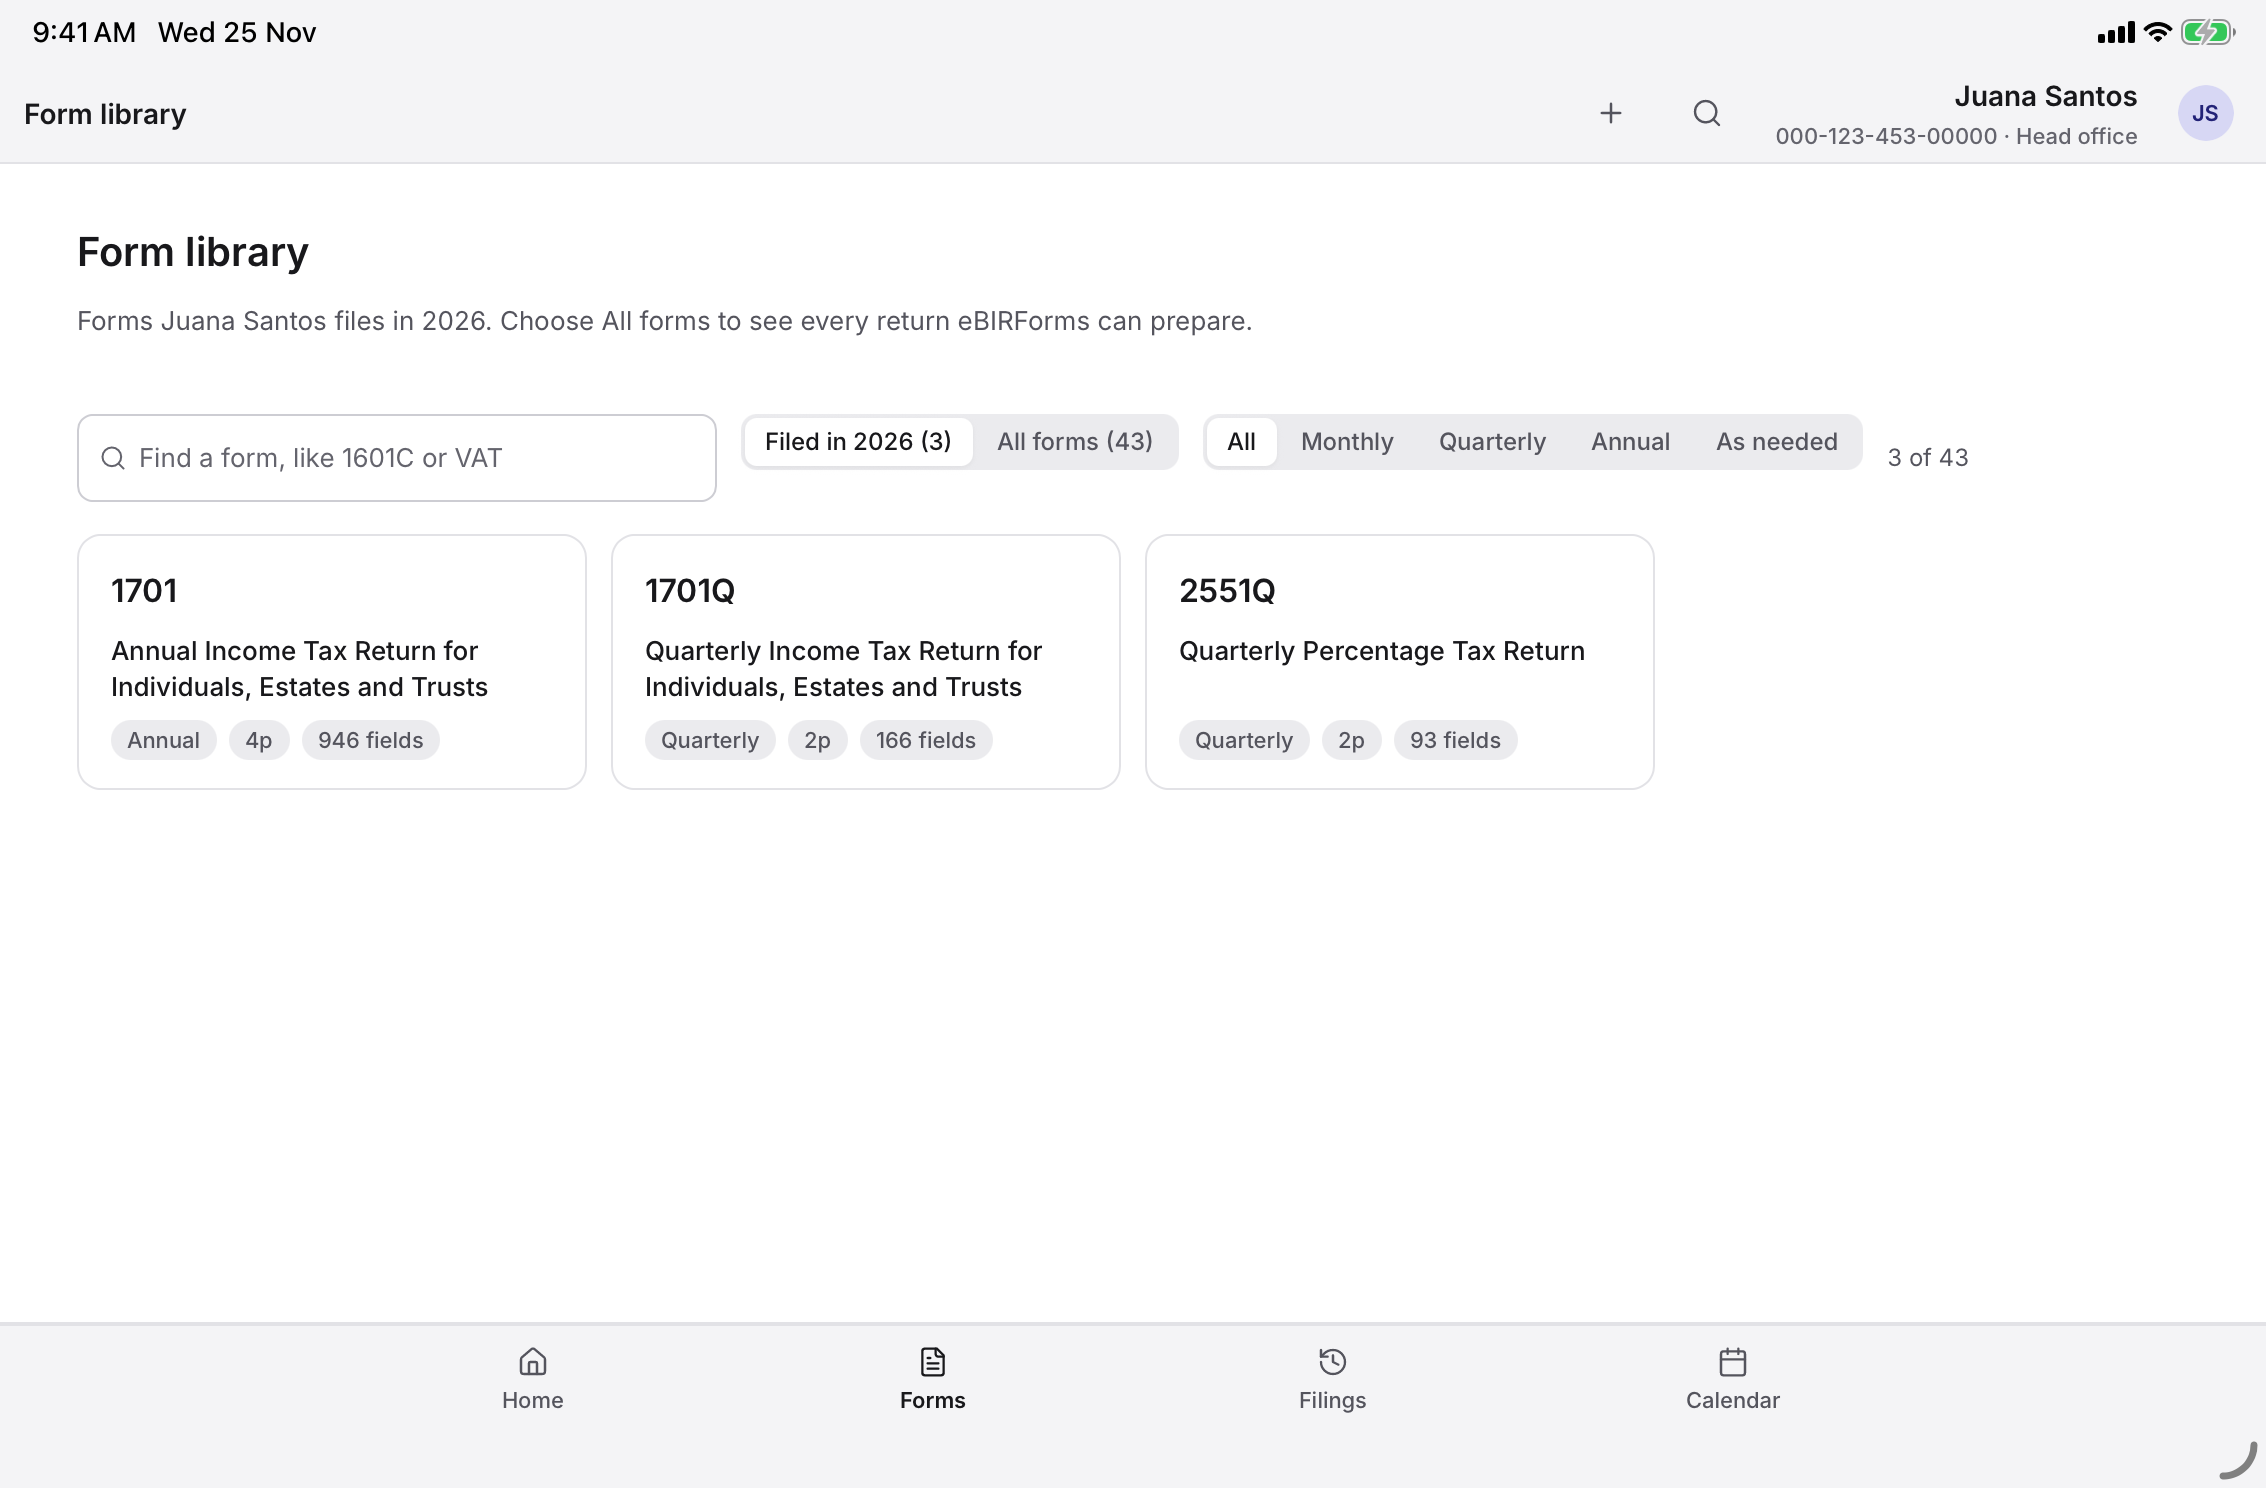 9:41 AM Wed 25 Nov
Form library
Juana Santos
000-123-453-00000 · Head office
JS
Form library
Forms Juana Santos files in 2026. Choose All forms to see every return eBIRForms can prepare.
Find a form, like 1601C or VAT
Filed in 2026 (3) All forms (43)
All Monthly Quarterly Annual As needed
3 of 43
1701
Annual Income Tax Return for
Individuals, Estates and Trusts
Annual 4p 946 fields
1701Q
Quarterly Income Tax Return for
Individuals, Estates and Trusts
Quarterly 2p 166 fields
2551Q
Quarterly Percentage Tax Return
Quarterly 2p 93 fields
Home Forms Filings Calendar